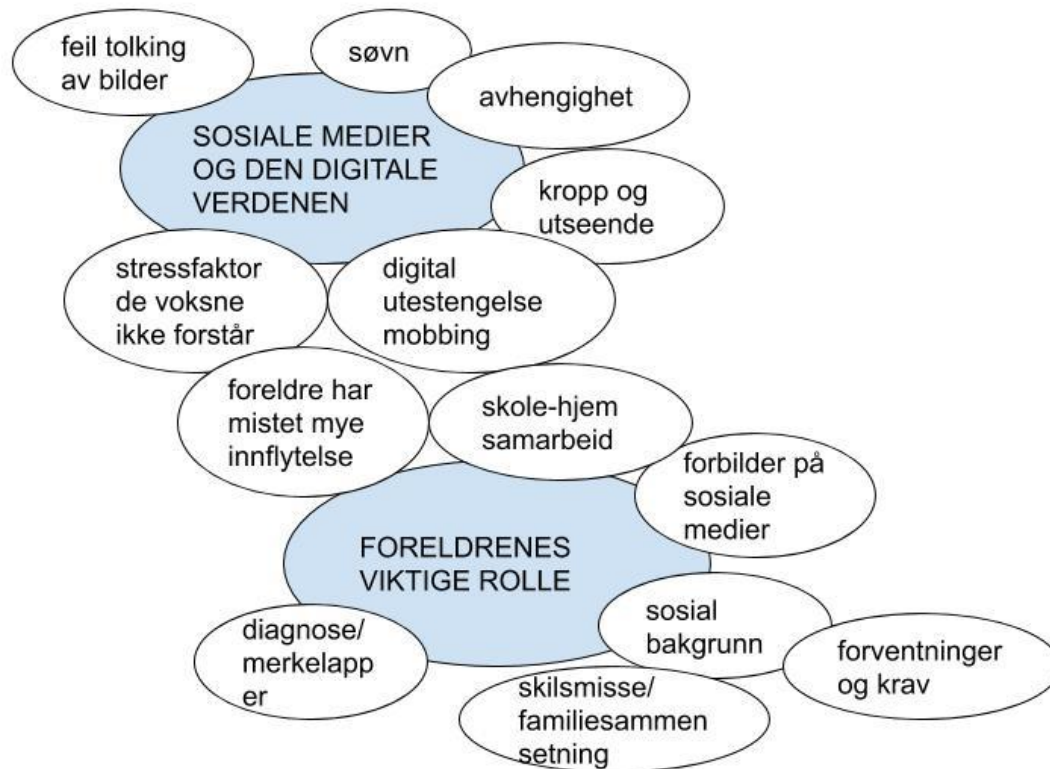 feil tolking
av bilder
søvn
avhengighet
SOSIALE MEDIER
OG DEN DIGITALE
VERDENEN
kropp og
utseende
stressfaktor
de voksne
ikke forstår
digital
utestengelse
mobbing
foreldre har
mistet mye
innflytelse
skole-hjem
samarbeid
forbilder på
sosiale
medier
FORELDRENES
VIKTIGE ROLLE
sosial
bakgrunn
diagnose/
merkelapp
er
forventninger
og krav
skilsmisse/
familiesammen
setning